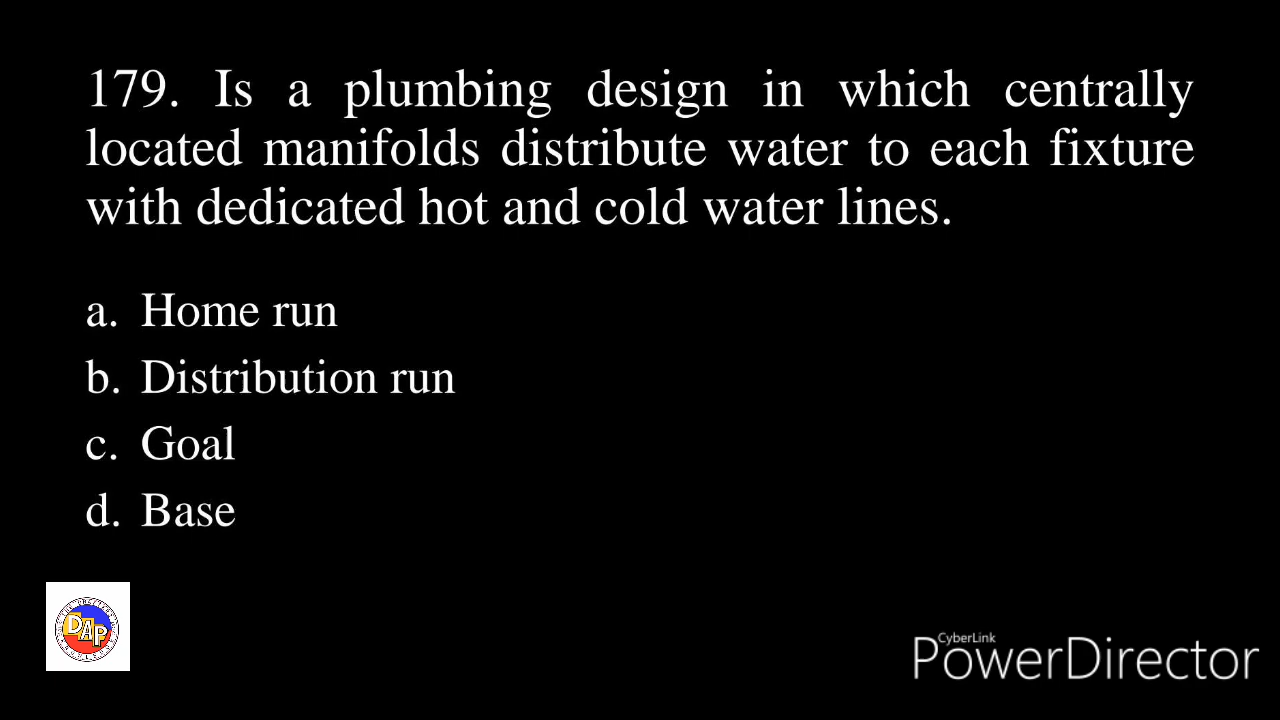 179. Is a plumbing design in which centrally
located manifolds distribute water to each fixture
with dedicated hot and cold water lines.
a. Home run
b. Distribution run
c. Goal
d. Base
DAP
CyberLink
PowerDirector